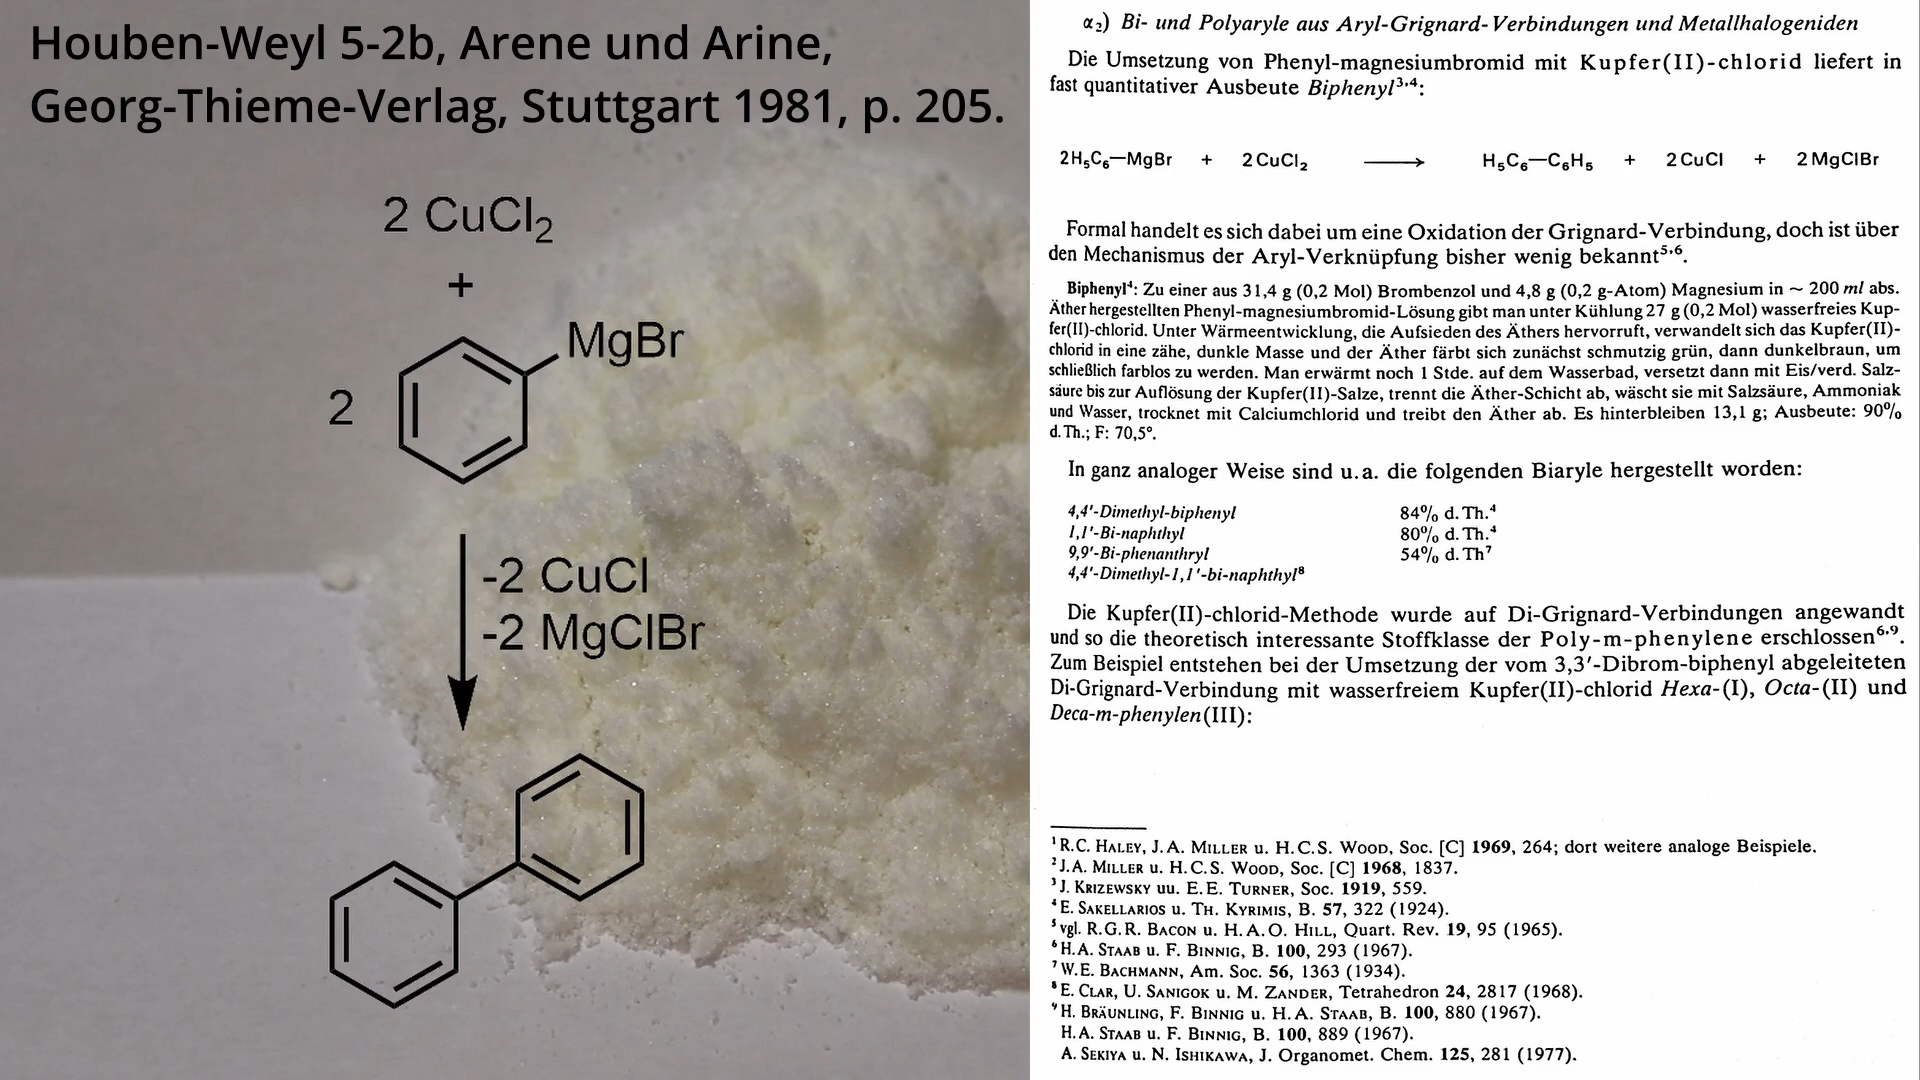 Houben-Weyl 5-2b, Arene und Arine,
Georg-Thieme-Verlag, Stuttgart 1981, p. 205.
2 CuCl₂
+
MgBr
2
-2 CuCl
-2 MgClBr
α₂) Bi- und Polyaryle aus Aryl-Grignard-Verbindungen und Metallhalogeniden
Die Umsetzung von Phenyl-magnesiumbromid mit Kupfer(II)-chlorid liefert in
fast quantitativer Ausbeute Biphenyl³·⁴:
2H₅C₆—MgBr + 2CuCl₂ ⟶ H₅C₆—C₆H₅ + 2CuCl + 2MgClBr
Formal handelt es sich dabei um eine Oxidation der Grignard-Verbindung, doch ist über
den Mechanismus der Aryl-Verknüpfung bisher wenig bekannt⁵·⁶.
Biphenyl⁴: Zu einer aus 31,4 g (0,2 Mol) Brombenzol und 4,8 g (0,2 g-Atom) Magnesium in ~ 200 ml abs.
Äther hergestellten Phenyl-magnesiumbromid-Lösung gibt man unter Kühlung 27 g (0,2 Mol) wasserfreies Kup-
fer(II)-chlorid. Unter Wärmeentwicklung, die Aufsieden des Äthers hervorruft, verwandelt sich das Kupfer(II)-
chlorid in eine zähe, dunkle Masse und der Äther färbt sich zunächst schmutzig grün, dann dunkelbraun, um
schließlich farblos zu werden. Man erwärmt noch 1 Stde. auf dem Wasserbad, versetzt dann mit Eis/verd. Salz-
säure bis zur Auflösung der Kupfer(II)-Salze, trennt die Äther-Schicht ab, wäscht sie mit Salzsäure, Ammoniak
und Wasser, trocknet mit Calciumchlorid und treibt den Äther ab. Es hinterbleiben 13,1 g; Ausbeute: 90%
d.Th.; F: 70,5°.
In ganz analoger Weise sind u.a. die folgenden Biaryle hergestellt worden:
4,4'-Dimethyl-biphenyl 84% d.Th.⁴
1,1'-Bi-naphthyl 80% d.Th.⁴
9,9'-Bi-phenanthryl 54% d.Th⁷
4,4'-Dimethyl-1,1'-bi-naphthyl⁸
Die Kupfer(II)-chlorid-Methode wurde auf Di-Grignard-Verbindungen angewandt
und so die theoretisch interessante Stoffklasse der Poly-m-phenylene erschlossen⁶·⁹.
Zum Beispiel entstehen bei der Umsetzung der vom 3,3'-Dibrom-biphenyl abgeleiteten
Di-Grignard-Verbindung mit wasserfreiem Kupfer(II)-chlorid Hexa-(I), Octa-(II) und
Deca-m-phenylen(III):
¹ R.C. Haley, J.A. Miller u. H.C.S. Wood, Soc. [C] 1969, 264; dort weitere analoge Beispiele.
² J.A. Miller u. H.C.S. Wood, Soc. [C] 1968, 1837.
³ J. Krizewsky uu. E.E. Turner, Soc. 1919, 559.
⁴ E. Sakellarios u. Th. Kyrimis, B. 57, 322 (1924).
⁵ vgl. R.G.R. Bacon u. H.A.O. Hill, Quart. Rev. 19, 95 (1965).
⁶ H.A. Staab u. F. Binnig, B. 100, 293 (1967).
⁷ W.E. Bachmann, Am. Soc. 56, 1363 (1934).
⁸ E. Clar, U. Sanigok u. M. Zander, Tetrahedron 24, 2817 (1968).
⁹ H. Bräunling, F. Binnig u. H.A. Staab, B. 100, 880 (1967).
H.A. Staab u. F. Binnig, B. 100, 889 (1967).
A. Sekiya u. N. Ishikawa, J. Organomet. Chem. 125, 281 (1977).